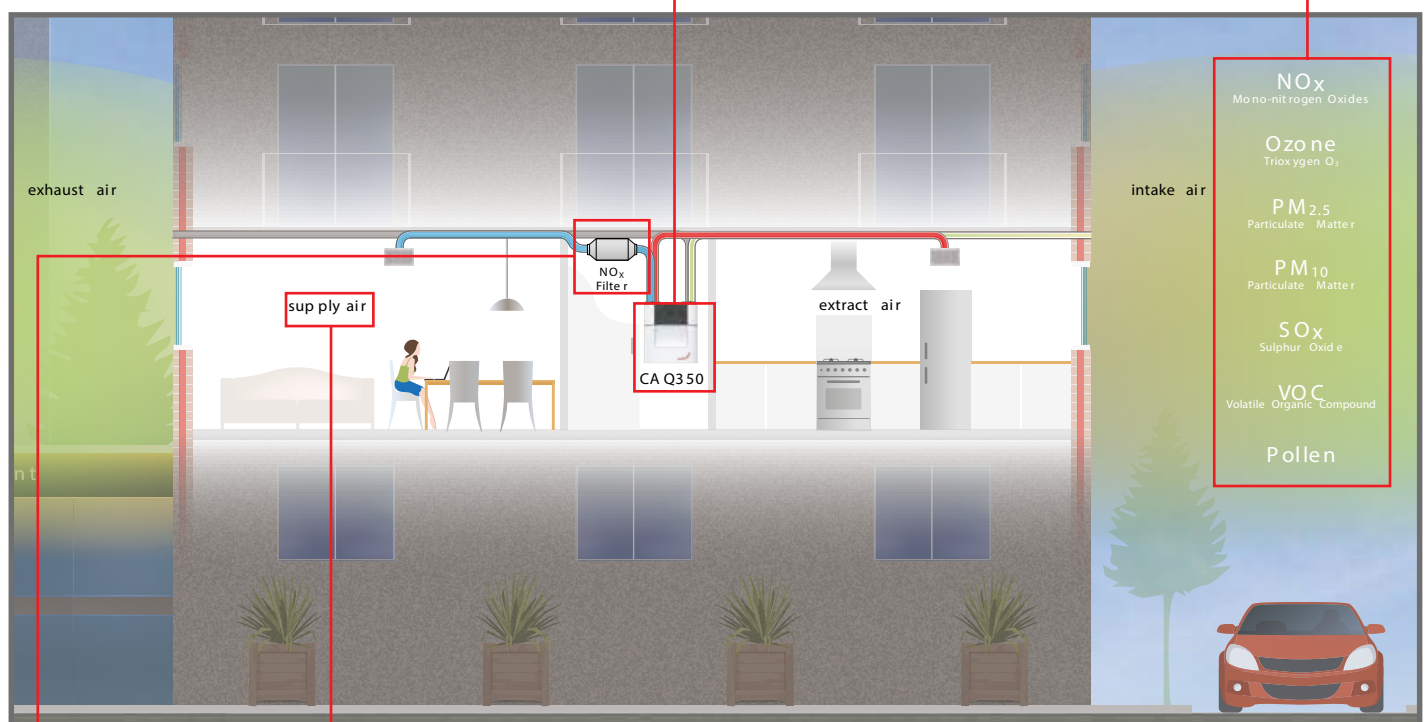 exhaust air
intake air
NOx
Mono-nitrogen Oxides
Ozone
Trioxygen O₃
PM₂.₅
Particulate Matter
PM₁₀
Particulate Matter
SOx
Sulphur Oxide
VOC
Volatile Organic Compound
Pollen
NOx
Filter
supply air
extract air
CA Q350
nt